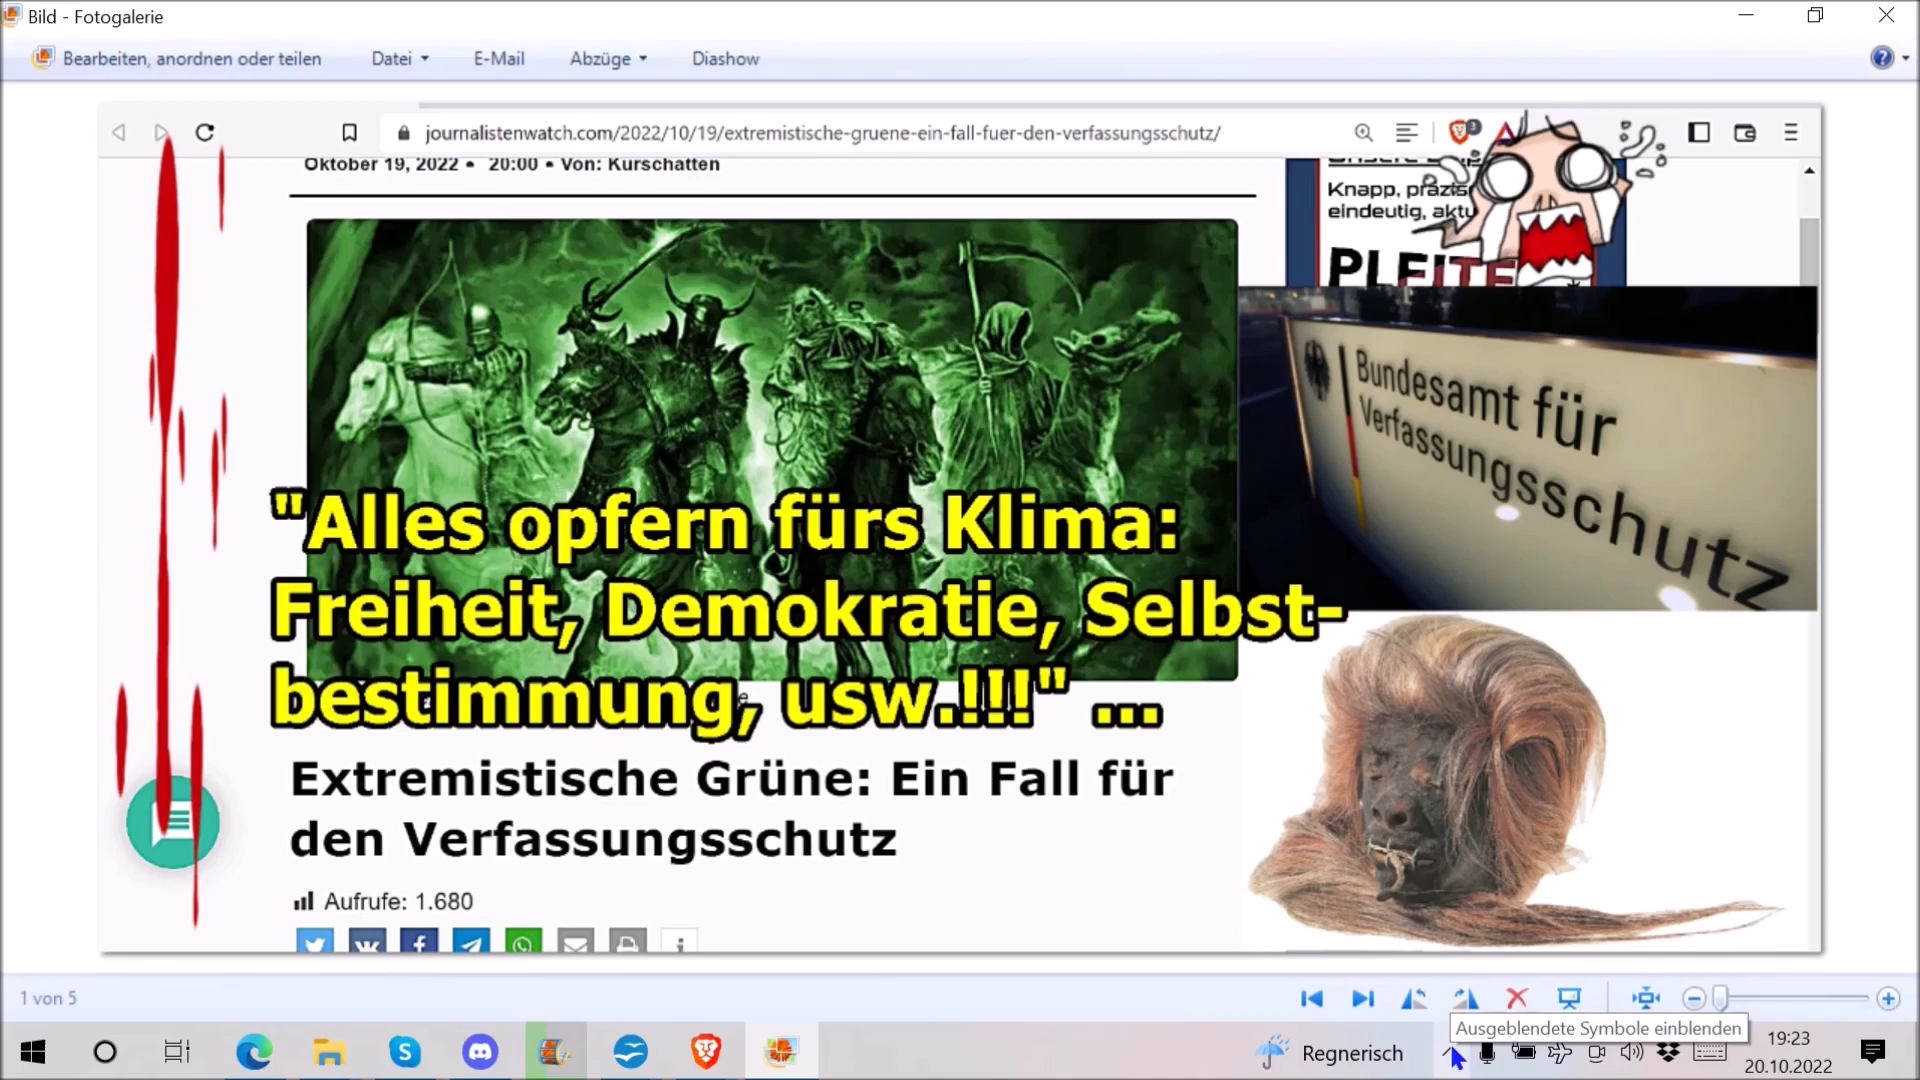 Bild - Fotogalerie
Bearbeiten, anordnen oder teilen Datei E-Mail Abzüge Diashow
journalistenwatch.com/2022/10/19/extremistische-gruene-ein-fall-fuer-den-verfassungsschutz/
3
Oktober 19, 2022 • 20:00 • Von: Kurschatten
Knapp, präzis
eindeutig, aktu
PLEITE
Bundesamt für
Verfassungsschutz
"Alles opfern fürs Klima:
Freiheit, Demokratie, Selbst-
bestimmung, usw.!!!" ...
Extremistische Grüne: Ein Fall für
den Verfassungsschutz
Aufrufe: 1.680
1 von 5
Ausgeblendete Symbole einblenden
Regnerisch
19:23
20.10.2022